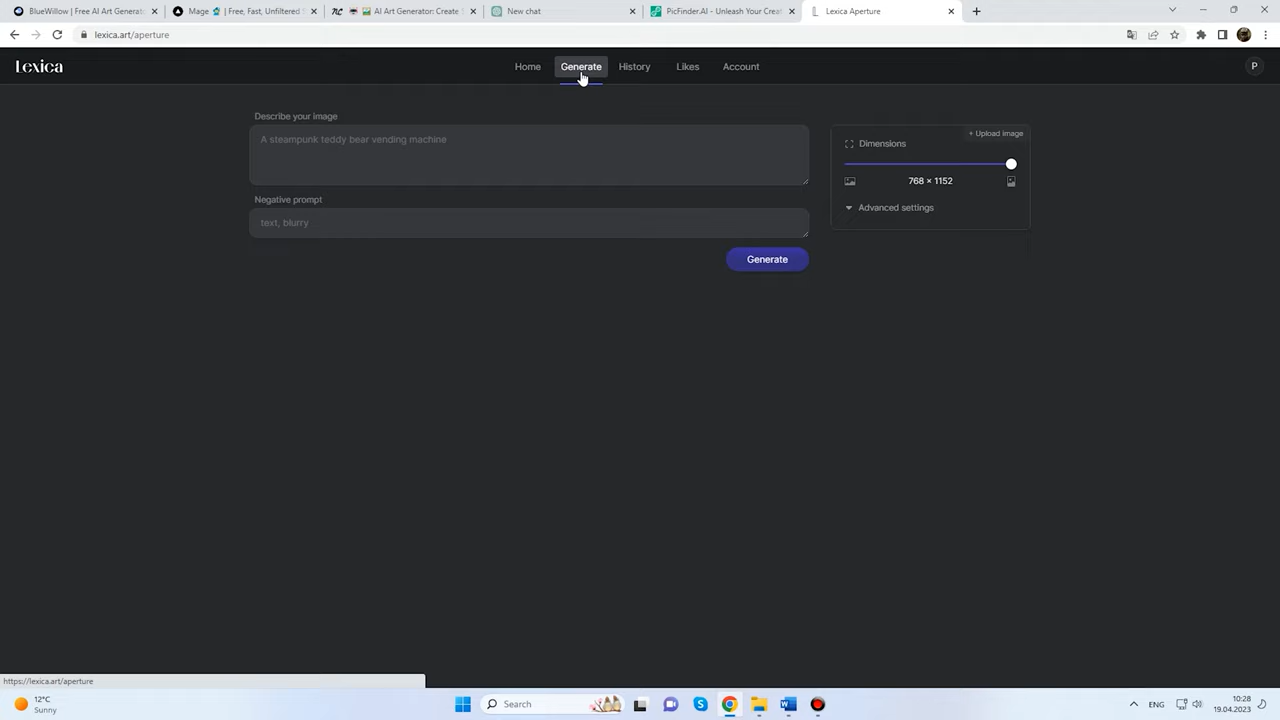 BlueWillow | Free AI Art Generato
Mage | Free, Fast, Unfiltered S
AI Art Generator: Create S
New chat
PicFinder.AI - Unleash Your Creat
Lexica Aperture
lexica.art/aperture
Lexica
Home
Generate
History
Likes
Account
P
Describe your image
A steampunk teddy bear vending machine
+ Upload image
Dimensions
768 × 1152
Negative prompt
Advanced settings
text, blurry
Generate
https://lexica.art/aperture
12°C
Sunny
Search
ENG
10:28
19.04.2023